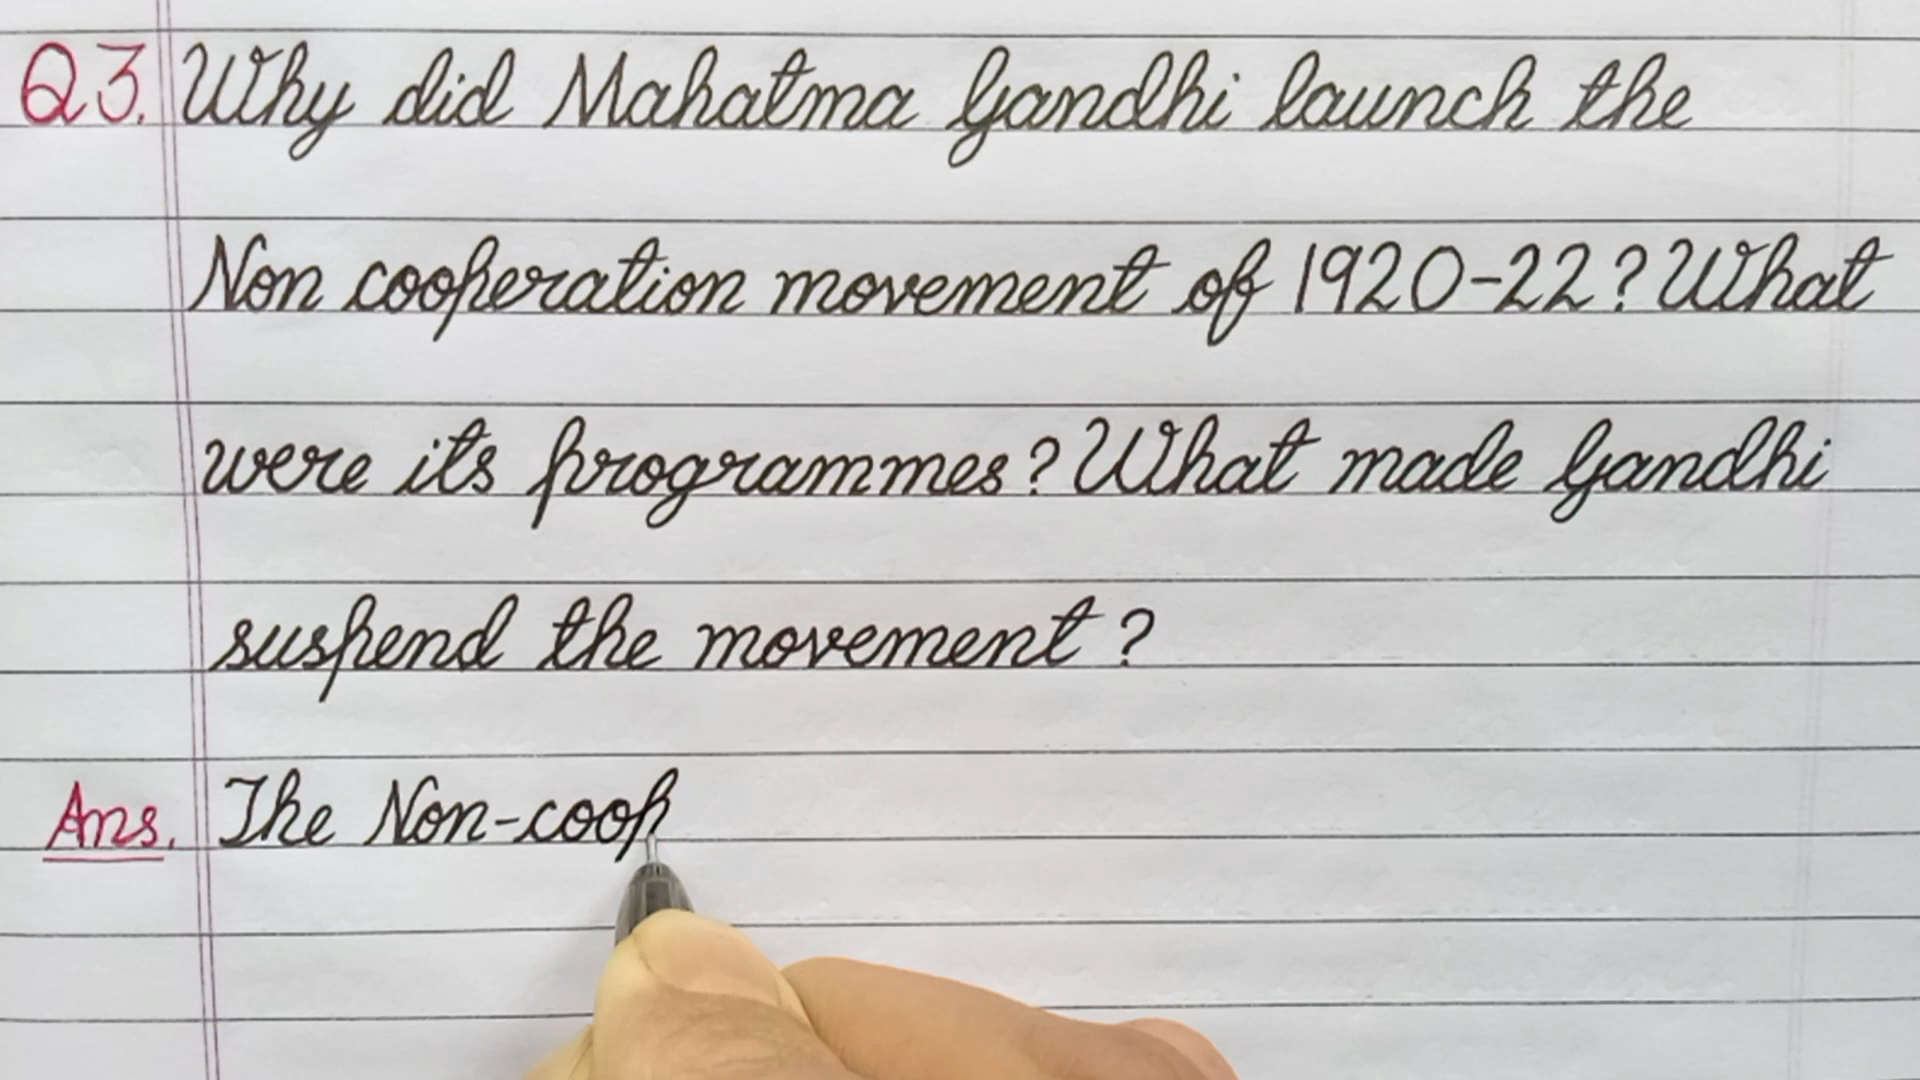 Q3. Why did Mahatma Gandhi launch the
Non cooperation movement of 1920-22? What
were its programmes? What made Gandhi
suspend the movement?
Ans. The Non-coop